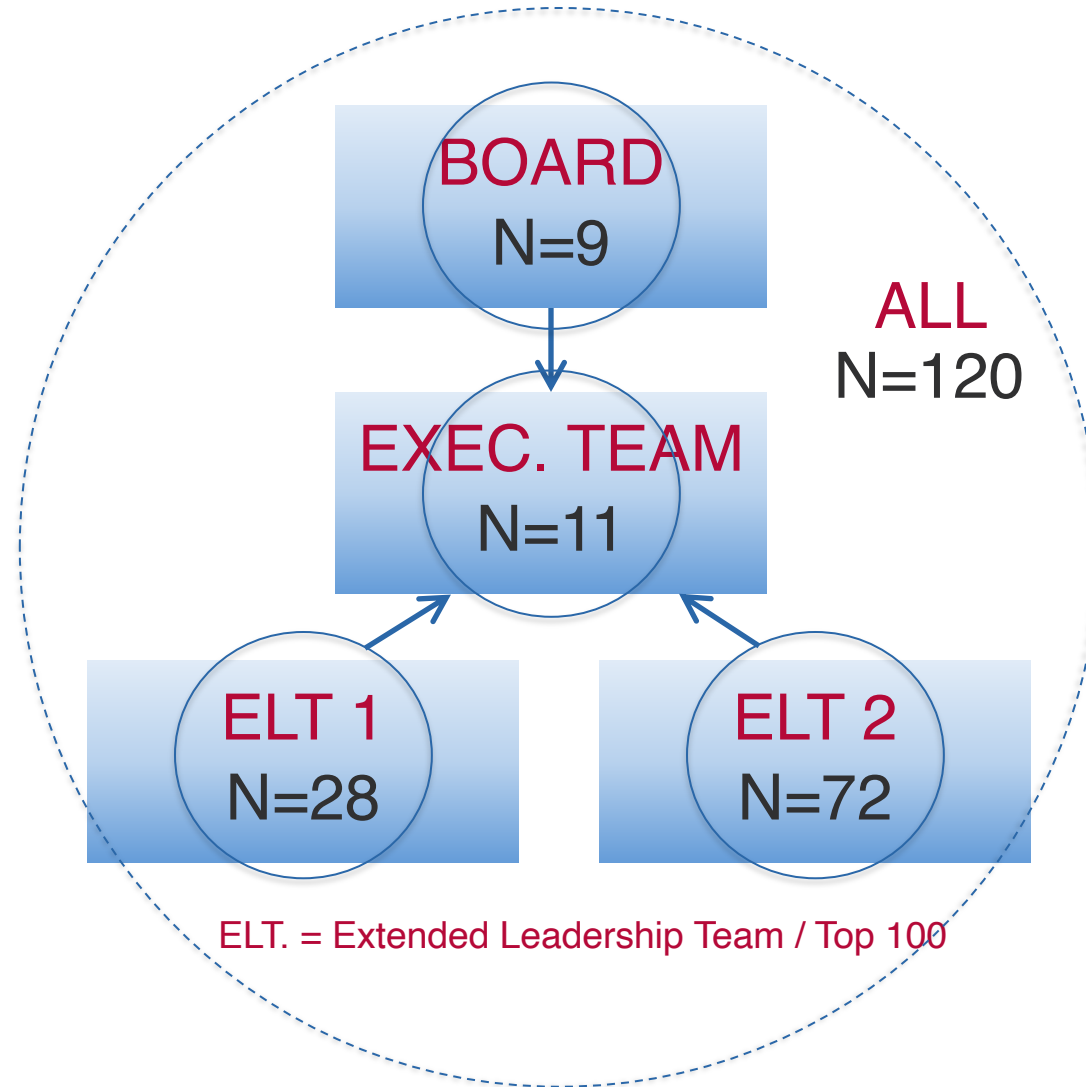 BOARD
N=9
ALL
N=120
EXEC. TEAM
N=11
ELT 1
N=28
ELT 2
N=72
ELT. = Extended Leadership Team / Top 100